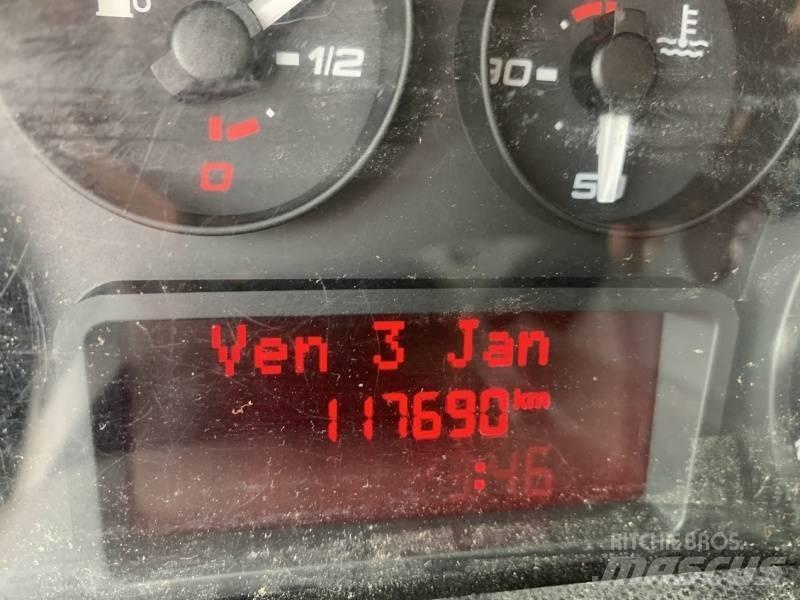 1/2
0
90
50
Ven 3 Jan
117690 km
:46
RITCHIE BROS.
mascus